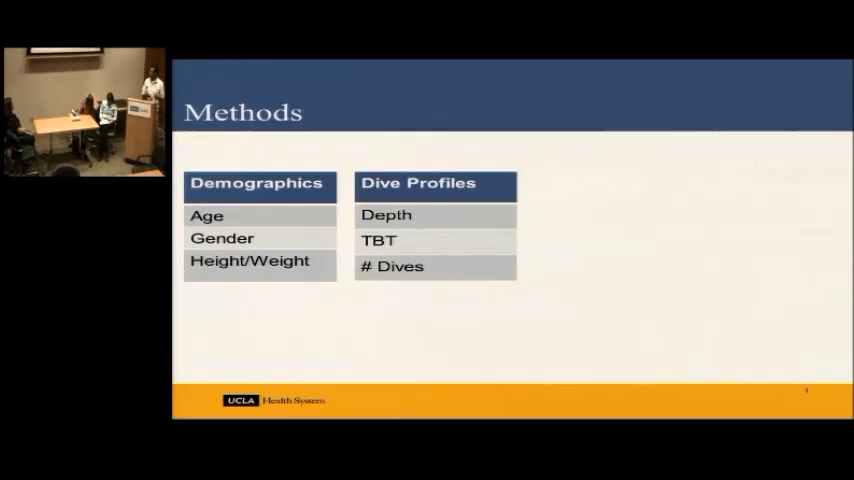 Methods
Demographics
Age
Gender
Height/Weight
Dive Profiles
Depth
TBT
# Dives
UCLA Health System